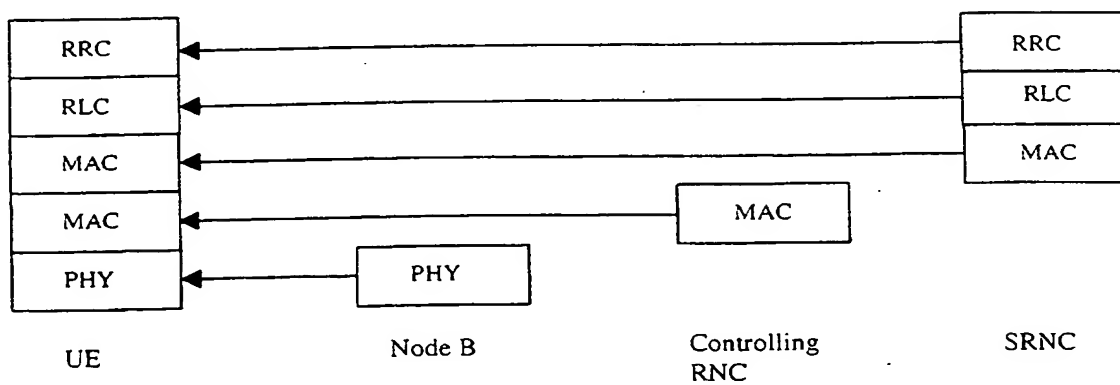 RRC
RRC
RLC
RLC
MAC
MAC
MAC
MAC
PHY
PHY
UE
Node B
Controlling
RNC
SRNC